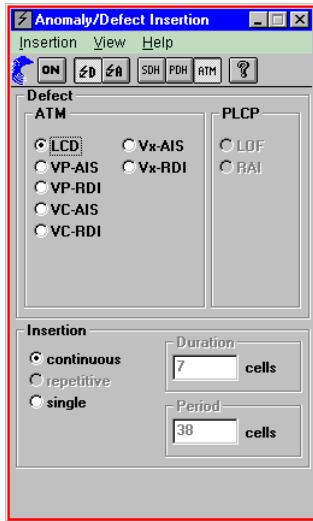 Anomaly/Defect Insertion
Insertion View Help
ON D A SDH PDH ATM ?
Defect
ATM PLCP
LCD Vx-AIS LOF
VP-AIS Vx-RDI RAI
VP-RDI
VC-AIS
VC-RDI
Insertion
continuous Duration
repetitive 7 cells
single Period
38 cells